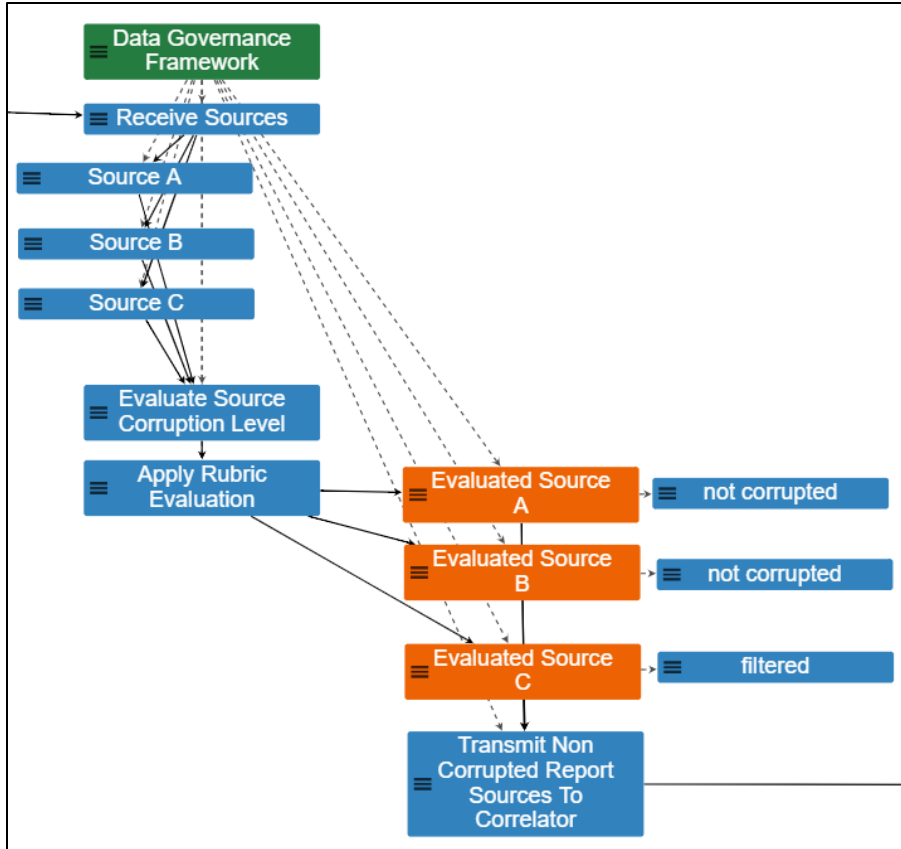 Data Governance
Framework
Receive Sources
Source A
Source B
Source C
Evaluate Source
Corruption Level
Apply Rubric
Evaluation
Evaluated Source
A
not corrupted
Evaluated Source
B
not corrupted
Evaluated Source
C
filtered
Transmit Non
Corrupted Report
Sources To
Correlator